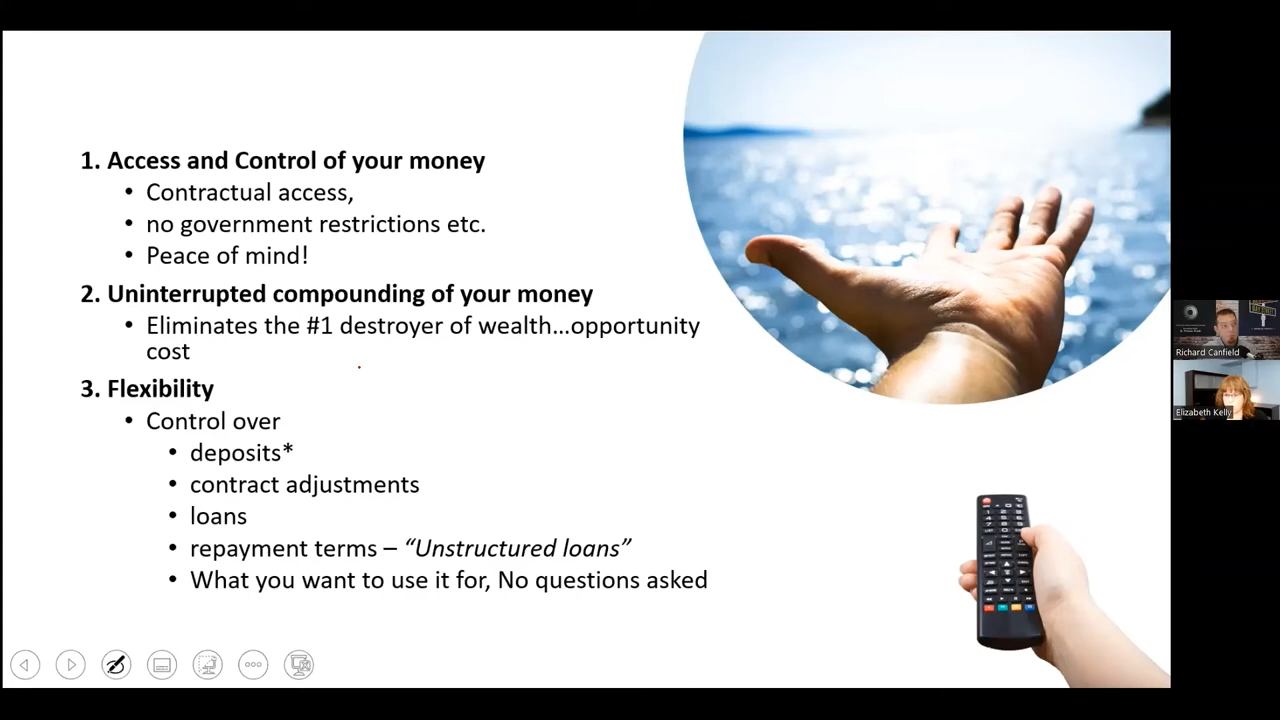 1. Access and Control of your money
• Contractual access,
• no government restrictions etc.
• Peace of mind!
2. Uninterrupted compounding of your money
• Eliminates the #1 destroyer of wealth...opportunity
cost
3. Flexibility
• Control over
• deposits*
• contract adjustments
• loans
• repayment terms – “Unstructured loans”
• What you want to use it for, No questions asked
Richard Canfield
Elizabeth Kelly